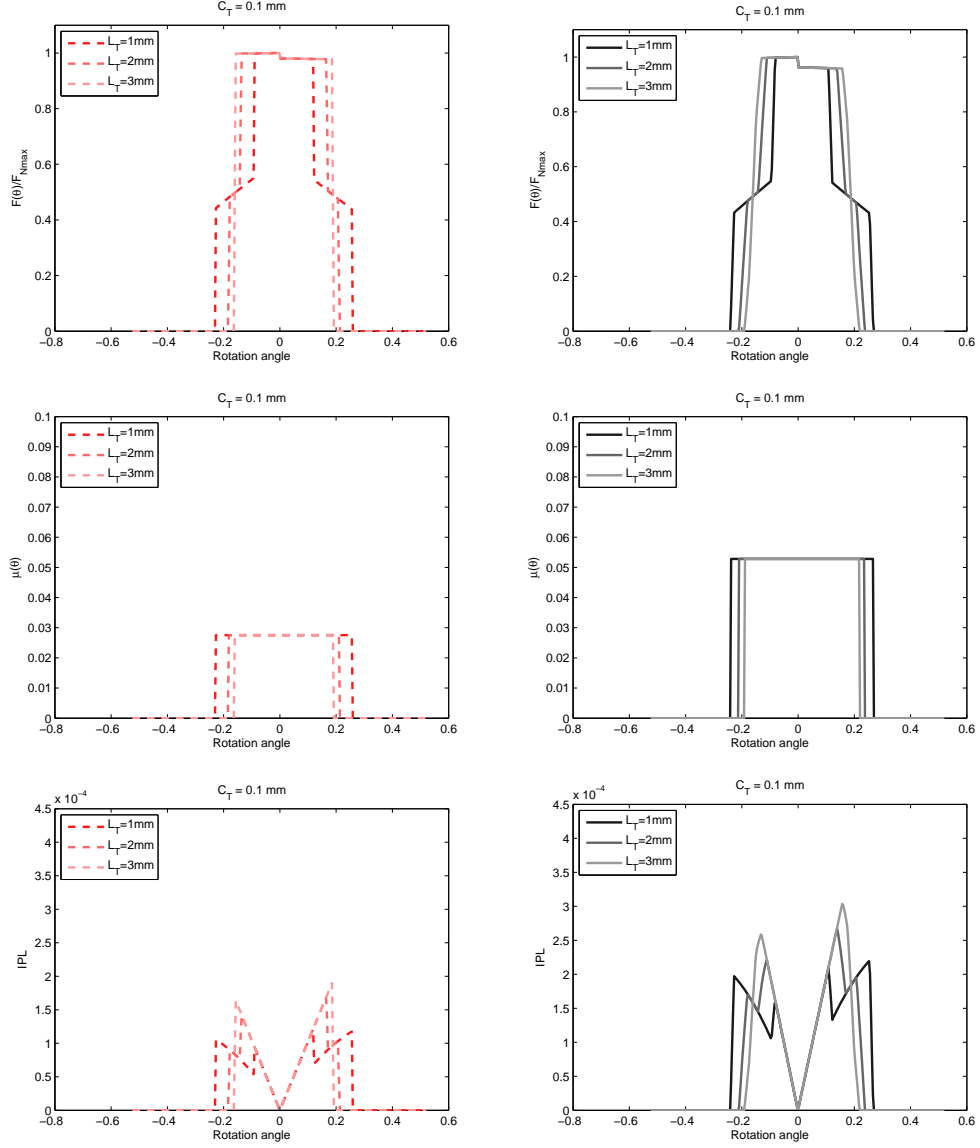 C_T = 0.1 mm
L_T=1mm
L_T=2mm
L_T=3mm
F(θ)/F_Nmax
1
0.8
0.6
0.4
0.2
0
−0.8 −0.6 −0.4 −0.2 0 0.2 0.4 0.6
Rotation angle
C_T = 0.1 mm
L_T=1mm
L_T=2mm
L_T=3mm
F(θ)/F_Nmax
1
0.8
0.6
0.4
0.2
0
−0.8 −0.6 −0.4 −0.2 0 0.2 0.4 0.6
Rotation angle
C_T = 0.1 mm
L_T=1mm
L_T=2mm
L_T=3mm
μ(θ)
0.1
0.09
0.08
0.07
0.06
0.05
0.04
0.03
0.02
0.01
0
−0.8 −0.6 −0.4 −0.2 0 0.2 0.4 0.6
Rotation angle
C_T = 0.1 mm
L_T=1mm
L_T=2mm
L_T=3mm
μ(θ)
0.1
0.09
0.08
0.07
0.06
0.05
0.04
0.03
0.02
0.01
0
−0.8 −0.6 −0.4 −0.2 0 0.2 0.4 0.6
Rotation angle
C_T = 0.1 mm
x 10^−4
L_T=1mm
L_T=2mm
L_T=3mm
IPL
4.5
4
3.5
3
2.5
2
1.5
1
0.5
0
−0.8 −0.6 −0.4 −0.2 0 0.2 0.4 0.6
Rotation angle
C_T = 0.1 mm
x 10^−4
L_T=1mm
L_T=2mm
L_T=3mm
IPL
4.5
4
3.5
3
2.5
2
1.5
1
0.5
0
−0.8 −0.6 −0.4 −0.2 0 0.2 0.4 0.6
Rotation angle